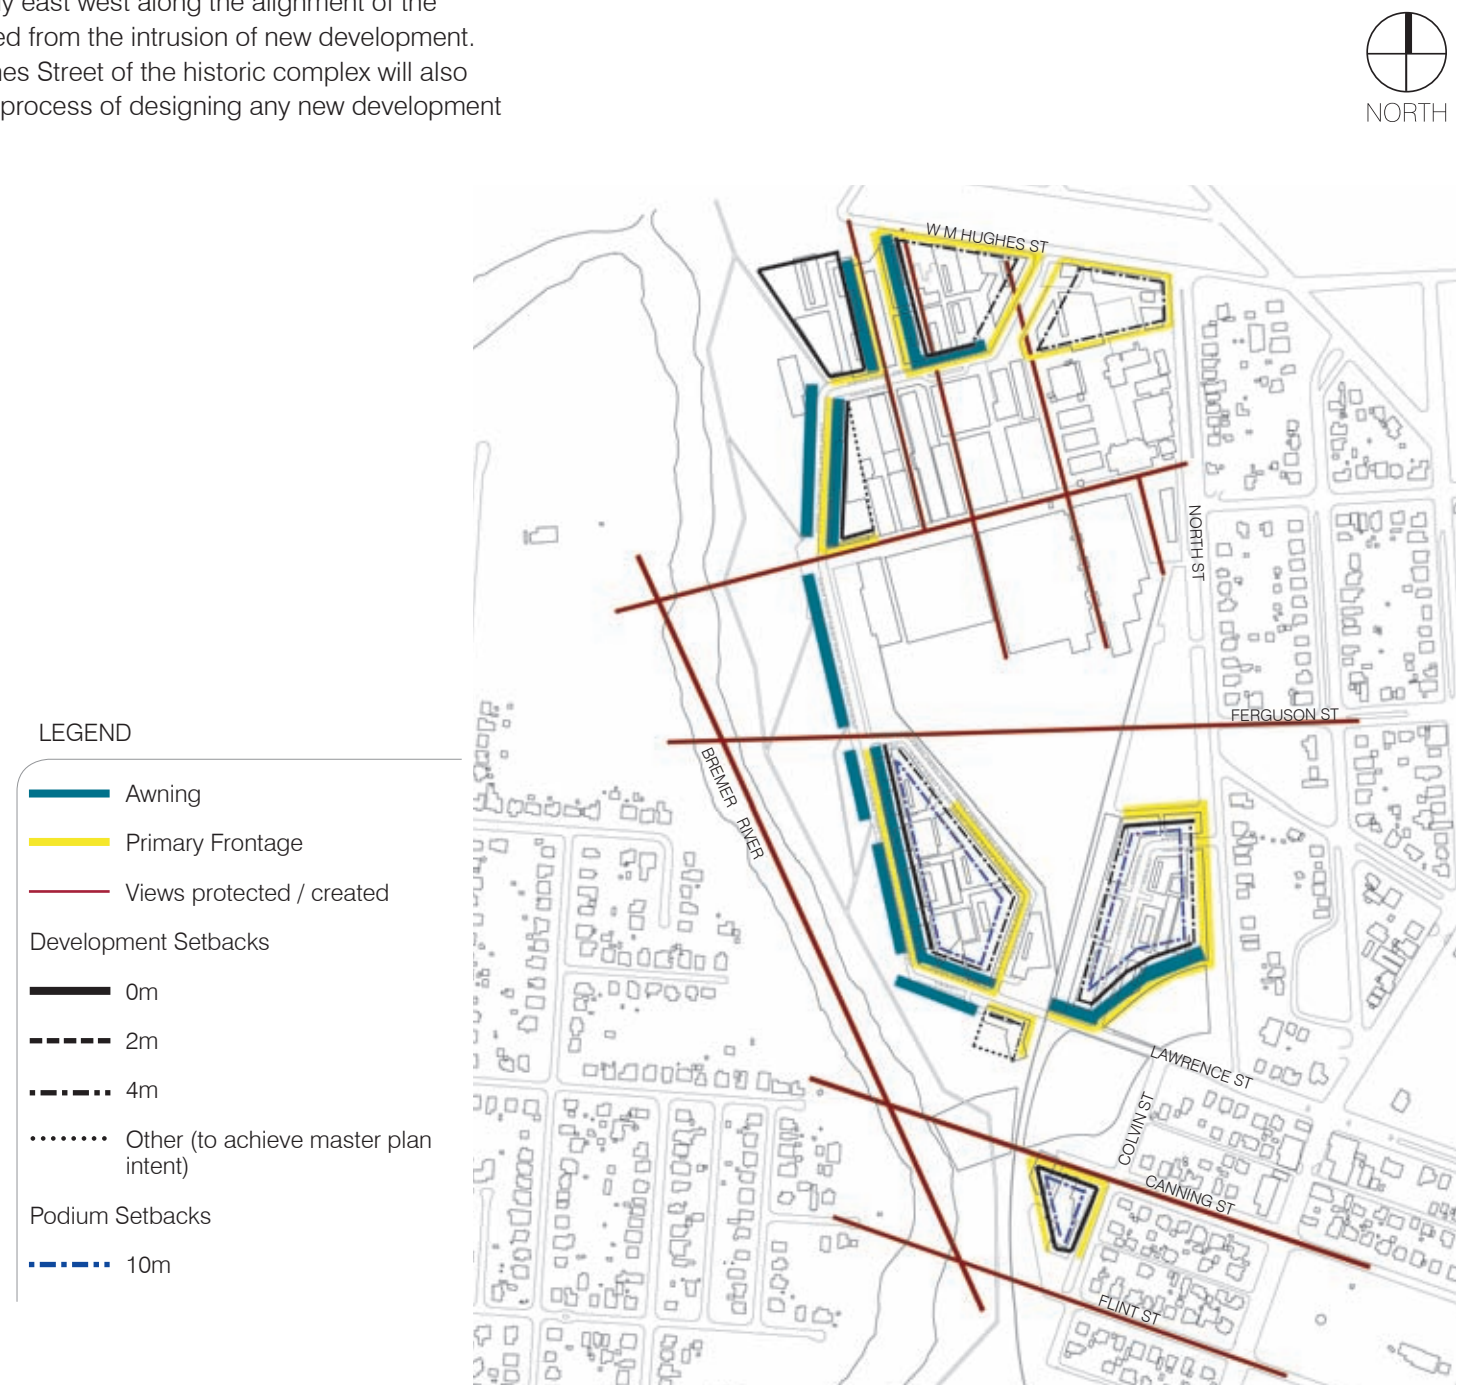 y east west along the alignment of the
ed from the intrusion of new development.
nes Street of the historic complex will also
process of designing any new development
NORTH
W M HUGHES ST
NORTH ST
FERGUSON ST
BREMER RIVER
LAWRENCE ST
COLVIN ST
CANNING ST
FLINT ST
LEGEND
Awning
Primary Frontage
Views protected / created
Development Setbacks
0m
2m
4m
Other (to achieve master plan
intent)
Podium Setbacks
10m